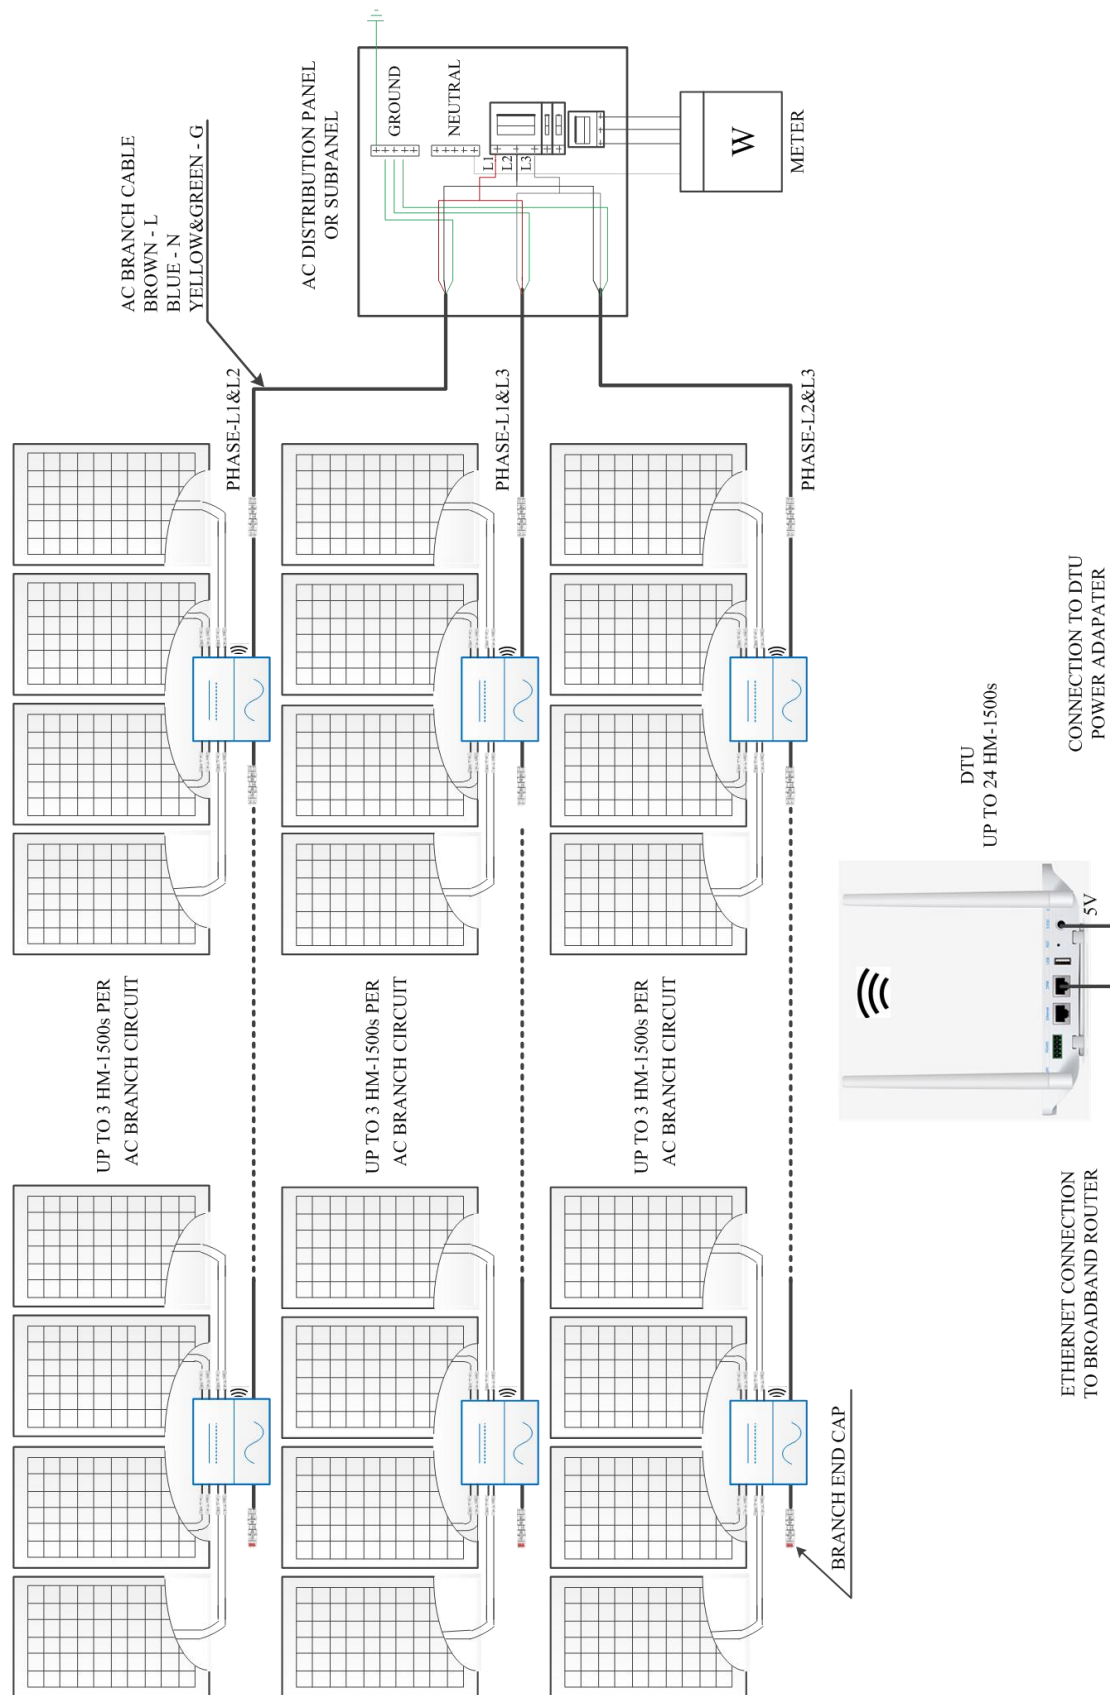 AC BRANCH CABLE
BROWN - L
BLUE - N
YELLOW&GREEN - G
AC DISTRIBUTION PANEL
OR SUBPANEL
GROUND
NEUTRAL
L1
L2
L3
W
METER
PHASE-L1&L2
PHASE-L1&L3
PHASE-L2&L3
UP TO 3 HM-1500s PER
AC BRANCH CIRCUIT
UP TO 3 HM-1500s PER
AC BRANCH CIRCUIT
UP TO 3 HM-1500s PER
AC BRANCH CIRCUIT
BRANCH END CAP
DTU
UP TO 24 HM-1500s
5V
CONNECTION TO DTU
POWER ADAPATER
ETHERNET CONNECTION
TO BROADBAND ROUTER